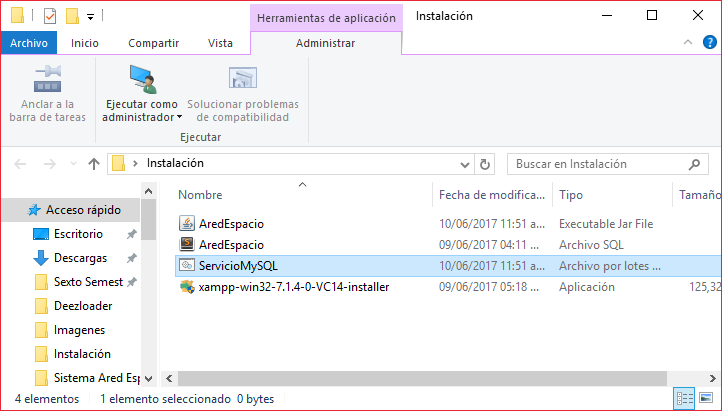 Herramientas de aplicación
Instalación
Archivo
Inicio
Compartir
Vista
Administrar
Anclar a la
barra de tareas
Ejecutar como
administrador
Solucionar problemas
de compatibilidad
Ejecutar
Instalación
Buscar en Instalación
Nombre
Fecha de modifica...
Tipo
Tamaño
Acceso rápido
Escritorio
Descargas
Sexto Semest
Deezloader
Imagenes
Instalación
Sistema Ared Esp
AredEspacio
10/06/2017 11:51 a...
Executable Jar File
AredEspacio
09/06/2017 04:11 ...
Archivo SQL
ServicioMySQL
10/06/2017 11:51 a...
Archivo por lotes ...
xampp-win32-7.1.4-0-VC14-installer
09/06/2017 05:18 ...
Aplicación
125,32
4 elementos
1 elemento seleccionado 0 bytes